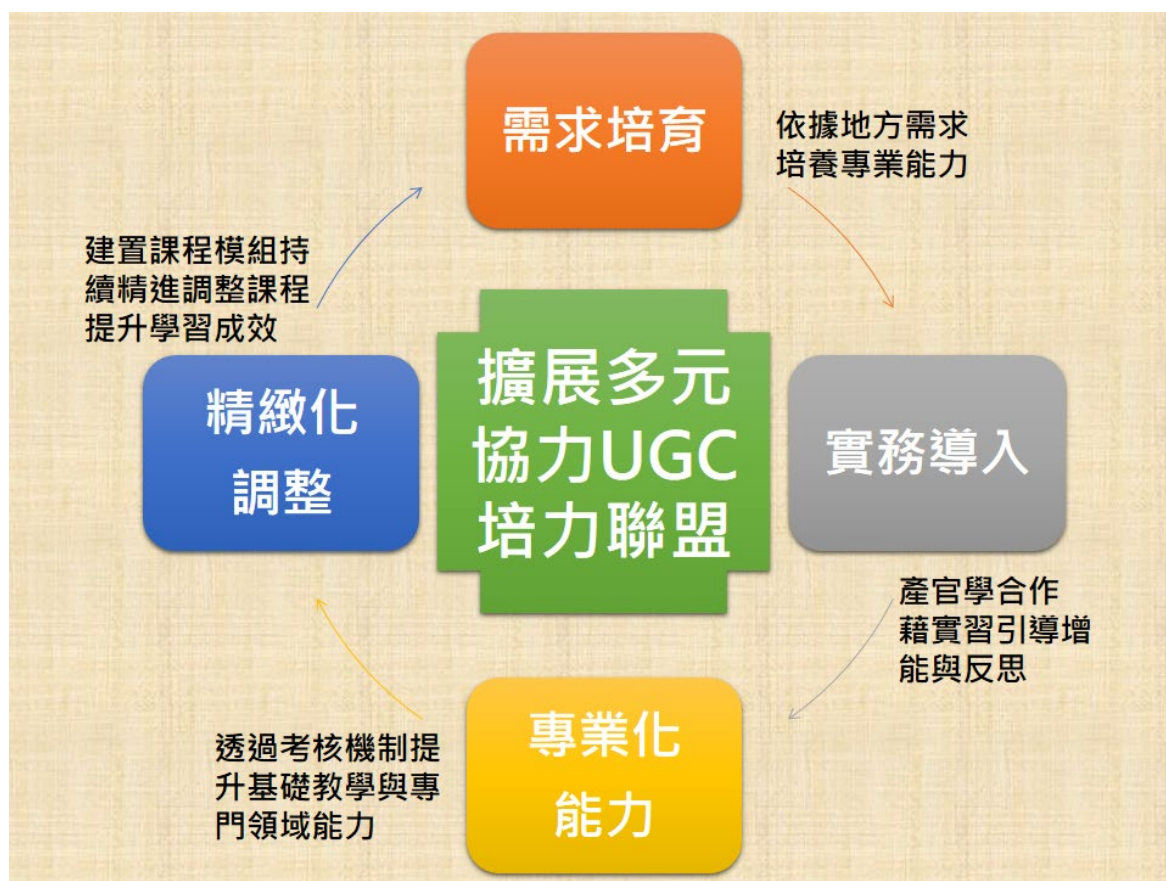 需求培育
依據地方需求
培養專業能力
建置課程模組持
續精進調整課程
提升學習成效
精緻化
調整
擴展多元
協力UGC
培力聯盟
實務導入
產官學合作
藉實習引導增
能與反思
專業化
能力
透過考核機制提
升基礎教學與專
門領域能力